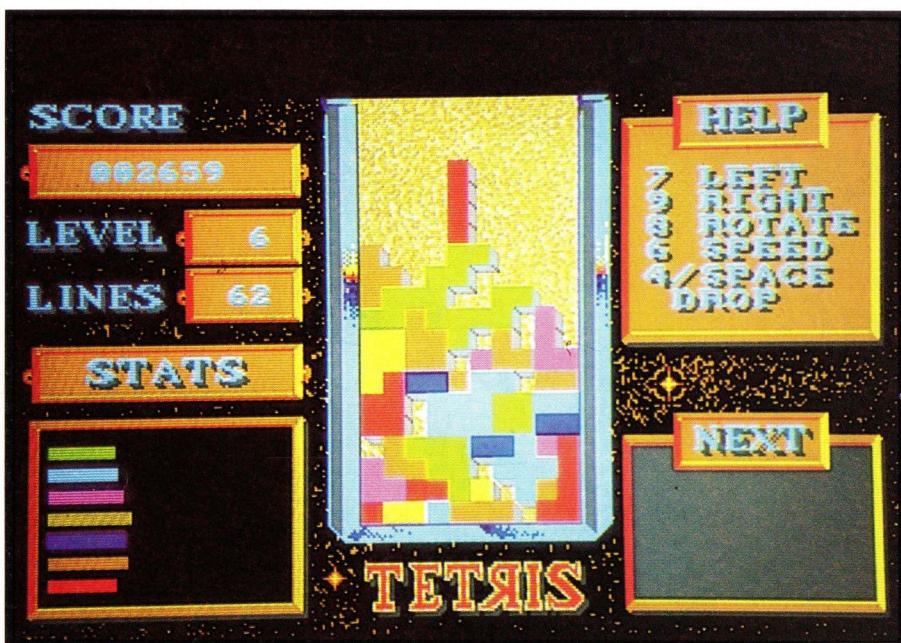 SCORE
002659
LEVEL 6
LINES 62
STATS
HELP
7 LEFT
9 RIGHT
8 ROTATE
6 SPEED
4/SPACE
DROP
NEXT
TETЯIS